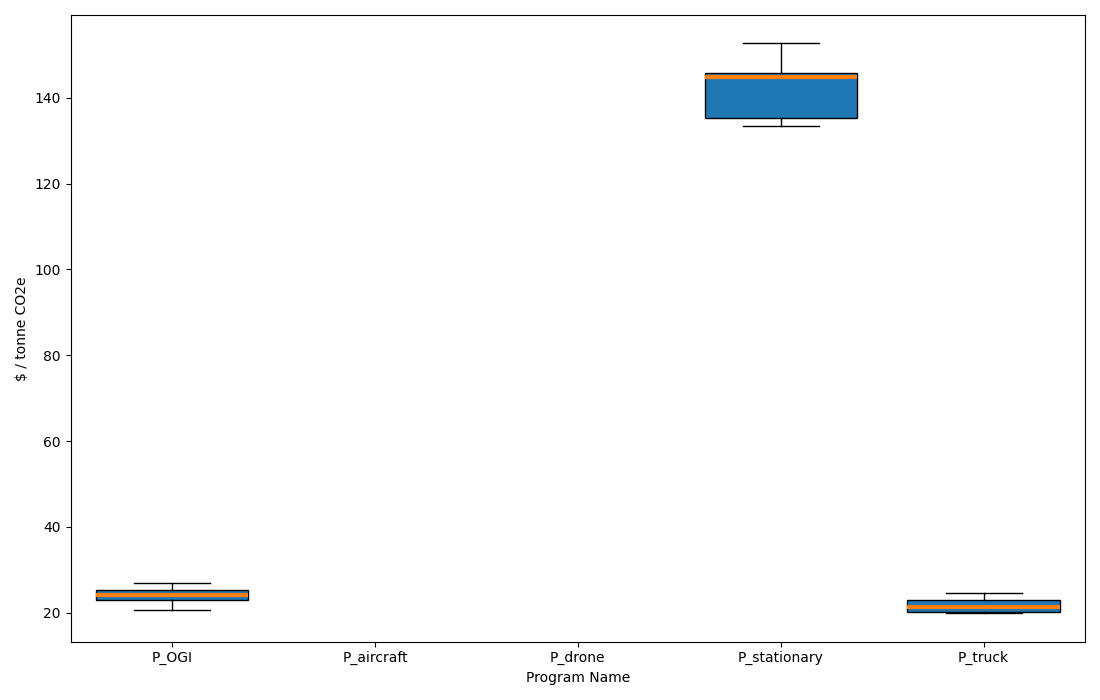 $ / tonne CO2e
140
120
100
80
60
40
20
P_OGI
P_aircraft
P_drone
P_stationary
P_truck
Program Name